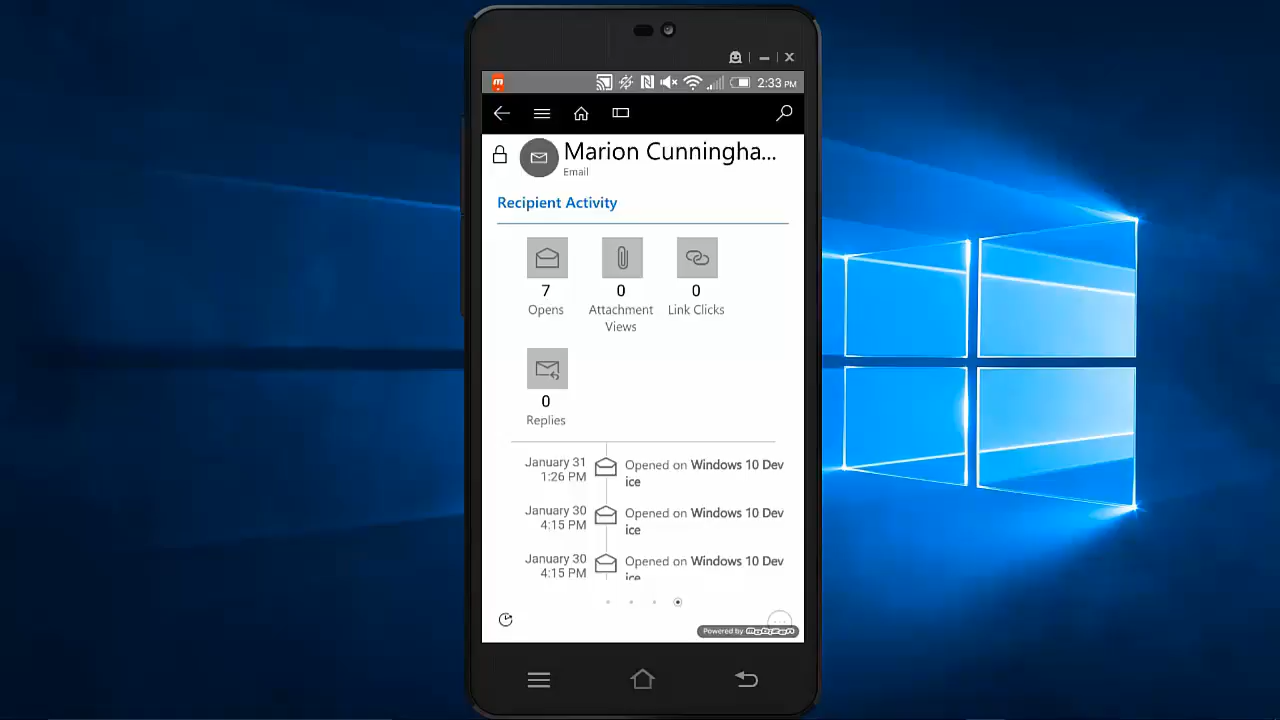 2:33 PM
Marion Cunningha...
Email
Recipient Activity
7
Opens
0
Attachment
Views
0
Link Clicks
0
Replies
January 31
1:26 PM
Opened on Windows 10 Dev
ice
January 30
4:15 PM
Opened on Windows 10 Dev
ice
January 30
4:15 PM
Opened on Windows 10 Dev
ice
Powered by mobizen